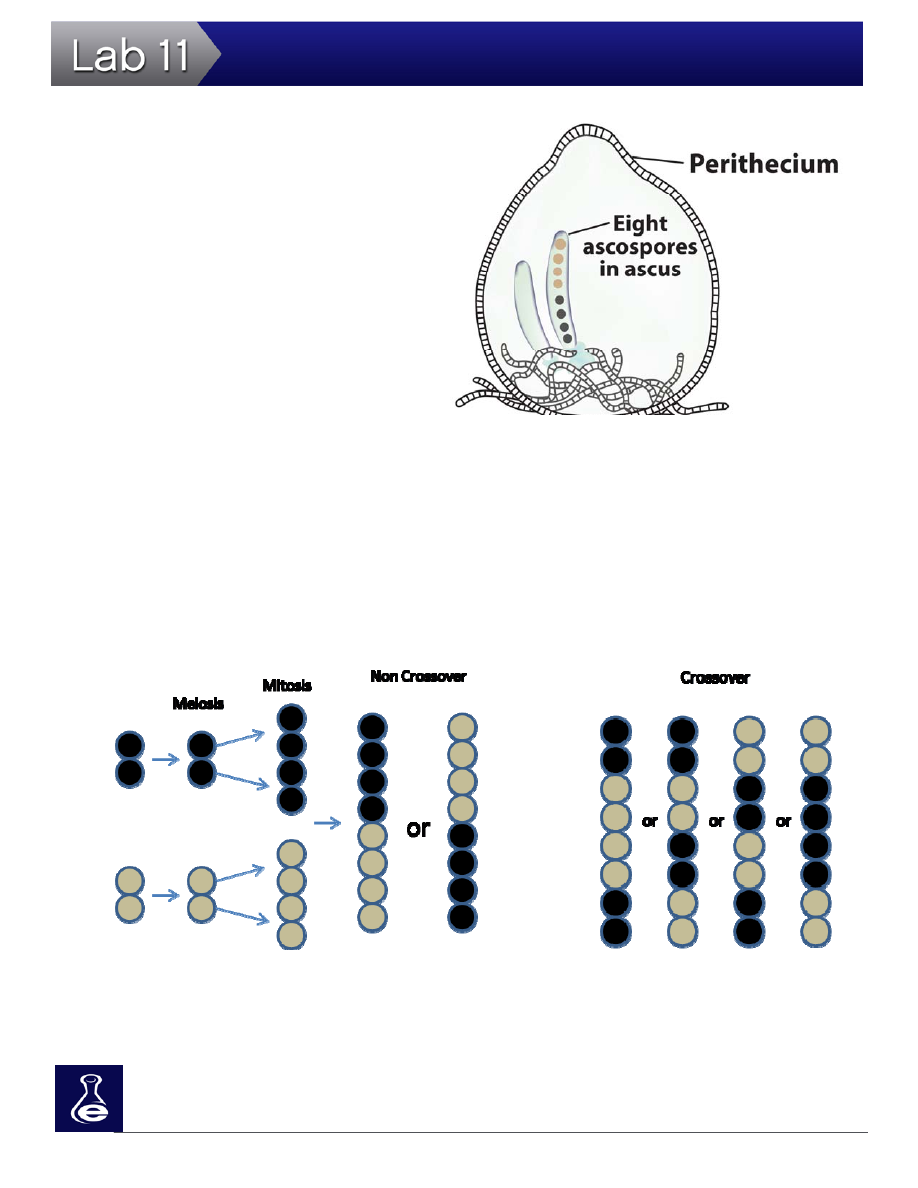 Lab 11
Perithecium
Eight
ascospores
in ascus
Meiosis
Mitosis
Non Crossover
Crossover
or
or
or
or
e